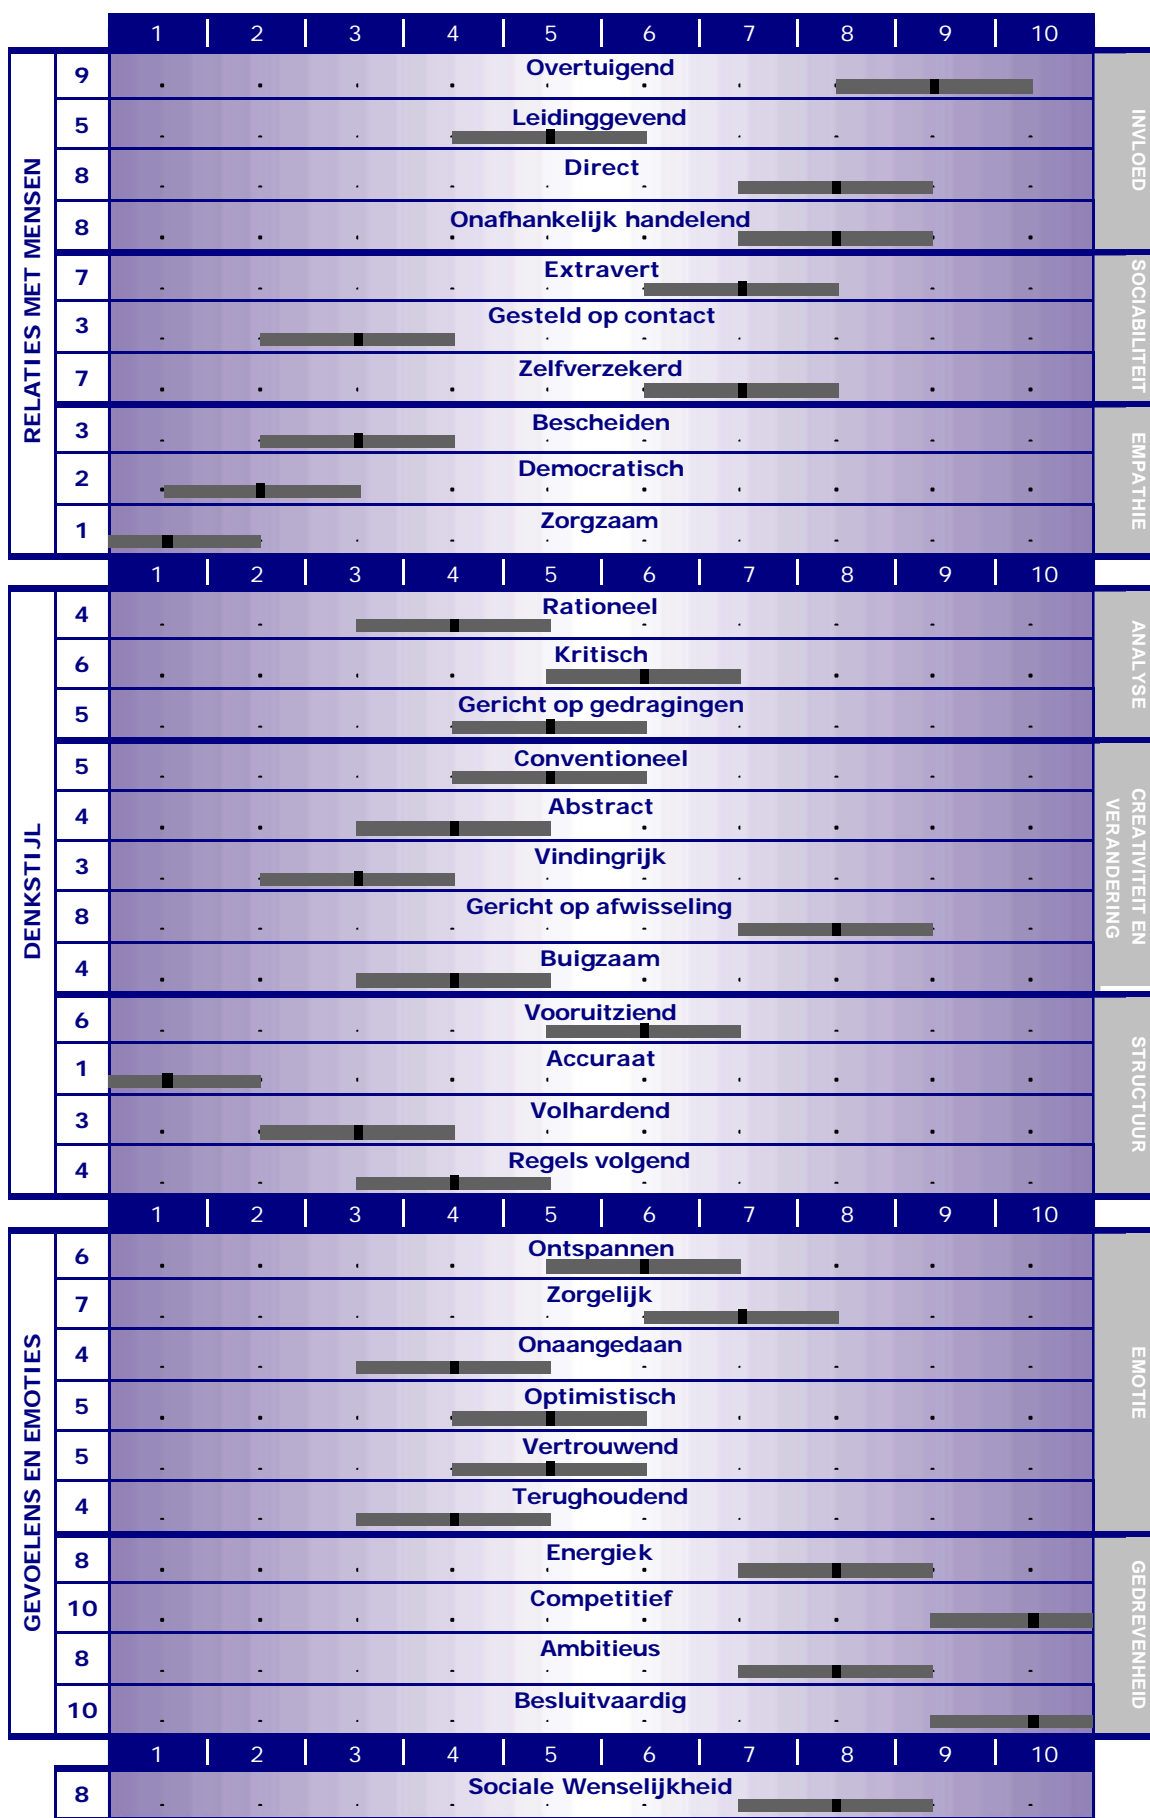 1 2 3 4 5 6 7 8 9 10
RELATIES MET MENSEN
INVLOED
9 Overtuigend
5 Leidinggevend
8 Direct
8 Onafhankelijk handelend
SOCIABILITEIT
7 Extravert
3 Gesteld op contact
7 Zelfverzekerd
EMPATHIE
3 Bescheiden
2 Democratisch
1 Zorgzaam
1 2 3 4 5 6 7 8 9 10
DENKSTIJL
ANALYSE
4 Rationeel
6 Kritisch
5 Gericht op gedragingen
CREATIVITEIT EN
VERANDERING
5 Conventioneel
4 Abstract
3 Vindingrijk
8 Gericht op afwisseling
4 Buigzaam
STRUCTUUR
6 Vooruitziend
1 Accuraat
3 Volhardend
4 Regels volgend
1 2 3 4 5 6 7 8 9 10
GEVOELENS EN EMOTIES
EMOTIE
6 Ontspannen
7 Zorgelijk
4 Onaangedaan
5 Optimistisch
5 Vertrouwend
4 Terughoudend
GEDREVENHEID
8 Energiek
10 Competitief
8 Ambitieus
10 Besluitvaardig
1 2 3 4 5 6 7 8 9 10
8 Sociale Wenselijkheid